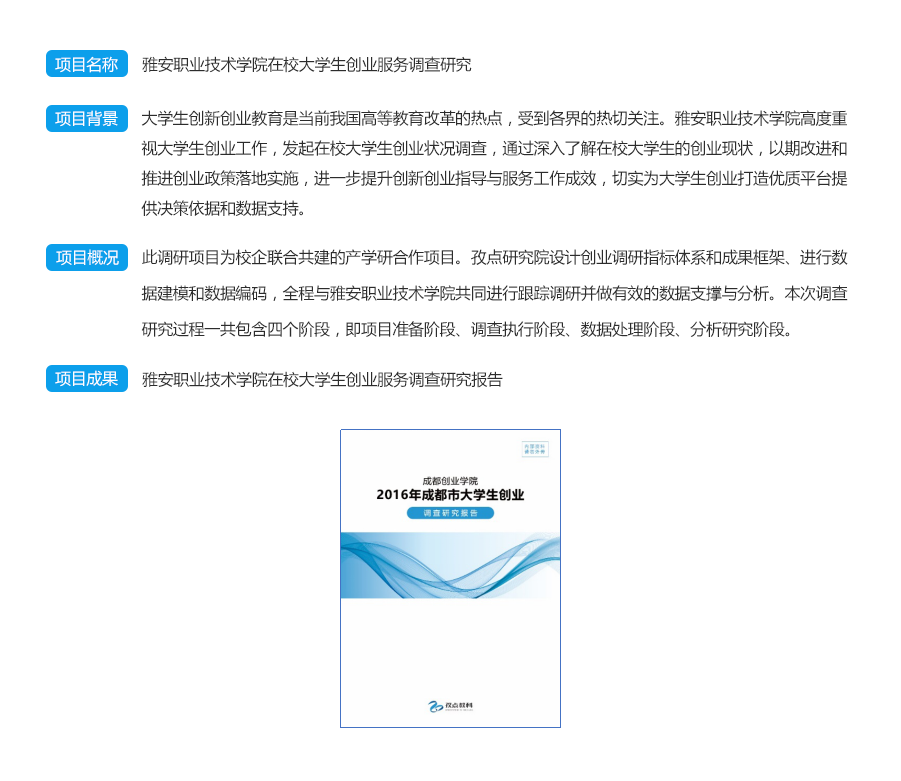 项目名称 雅安职业技术学院在校大学生创业服务调查研究
项目背景 大学生创新创业教育是当前我国高等教育改革的热点，受到各界的热切关注。雅安职业技术学院高度重
视大学生创业工作，发起在校大学生创业状况调查，通过深入了解在校大学生的创业现状，以期改进和
推进创业政策落地实施，进一步提升创新创业指导与服务工作成效，切实为大学生创业打造优质平台提
供决策依据和数据支持。
项目概况 此调研项目为校企联合共建的产学研合作项目。孜点研究院设计创业调研指标体系和成果框架、进行数
据建模和数据编码，全程与雅安职业技术学院共同进行跟踪调研并做有效的数据支撑与分析。本次调查
研究过程一共包含四个阶段，即项目准备阶段、调查执行阶段、数据处理阶段、分析研究阶段。
项目成果 雅安职业技术学院在校大学生创业服务调查研究报告
成都创业学院
2016年成都市大学生创业
调查研究报告
孜点教科